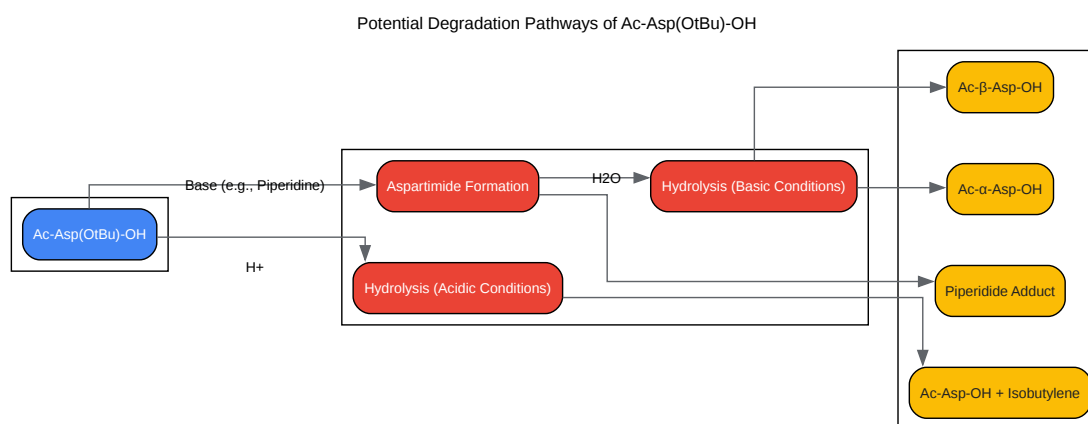 Potential Degradation Pathways of Ac-Asp(OtBu)-OH
Ac-β-Asp-OH
Base (e.g., Piperidine)
Aspartimide Formation
H2O
Hydrolysis (Basic Conditions)
Ac-α-Asp-OH
Ac-Asp(OtBu)-OH
H+
Hydrolysis (Acidic Conditions)
Piperidide Adduct
Ac-Asp-OH + Isobutylene